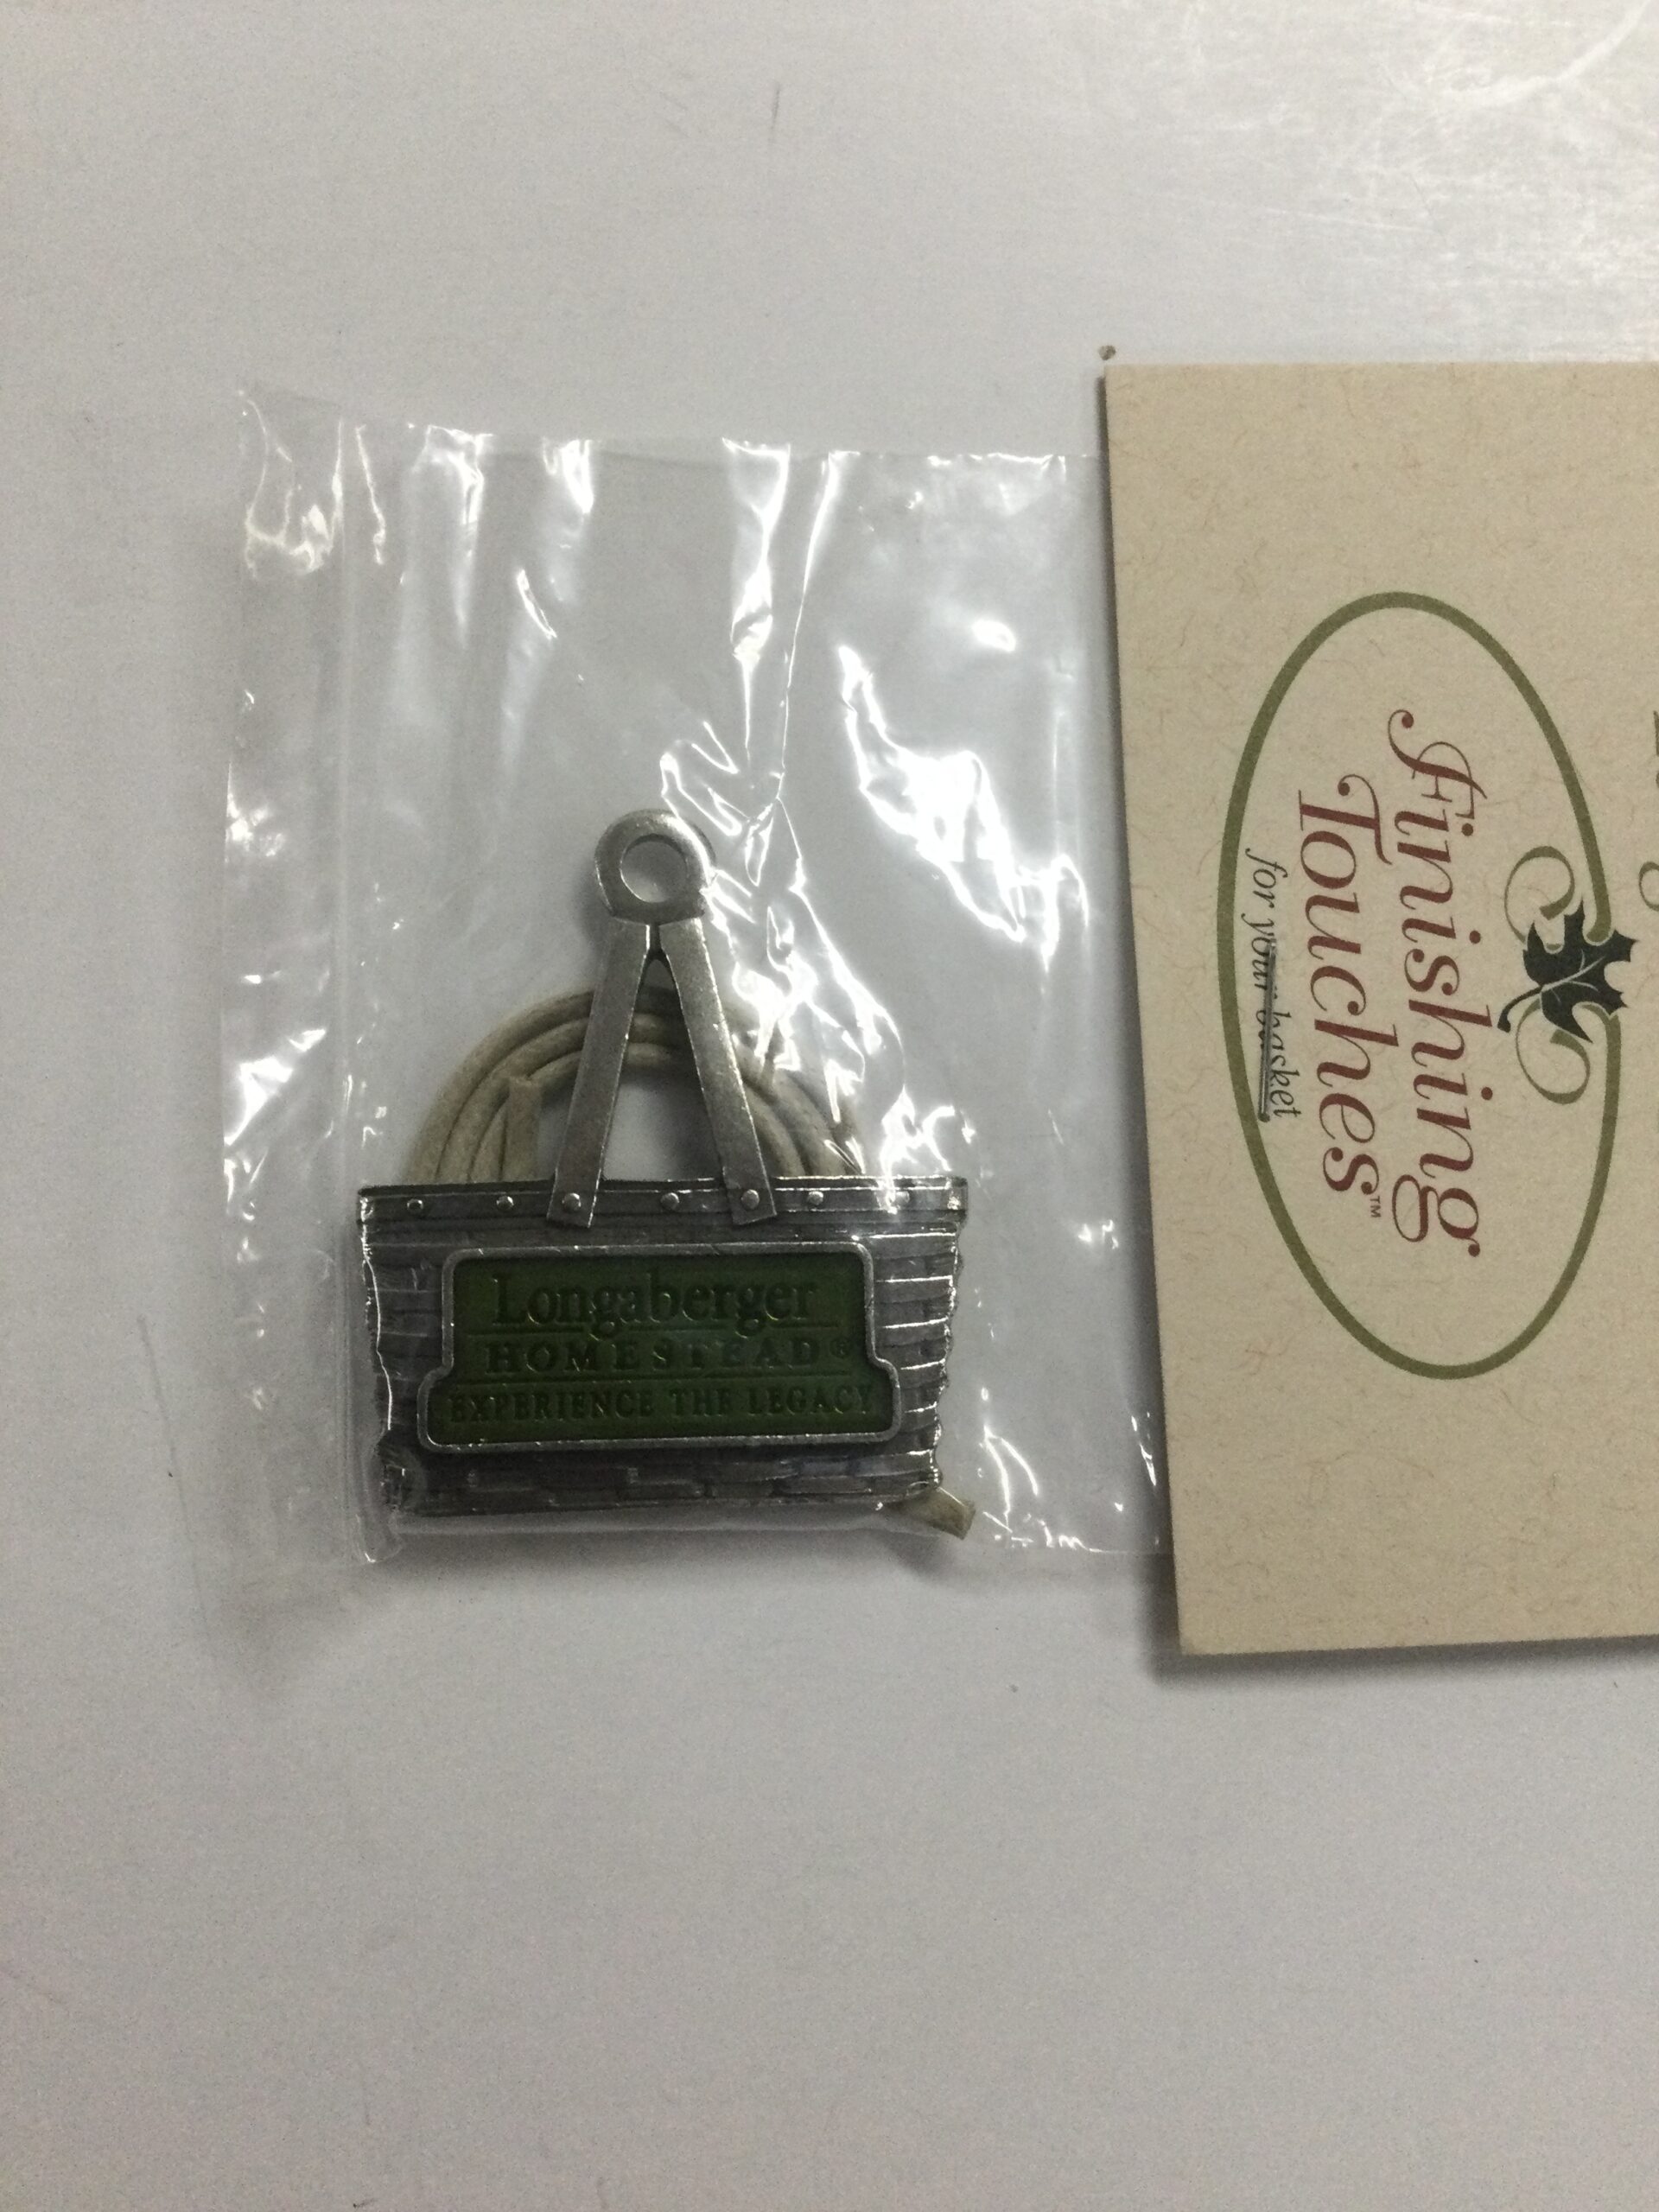 Longaberger
HOMESTEAD®
EXPERIENCE THE LEGACY
Finishing
Touches™
for your basket